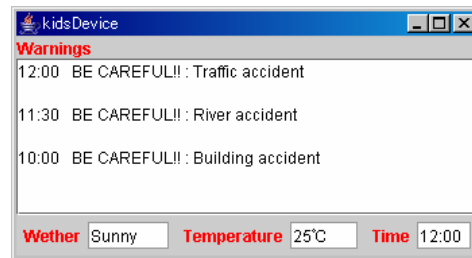 kidsDevice
Warnings
12:00 BE CAREFUL!! : Traffic accident
11:30 BE CAREFUL!! : River accident
10:00 BE CAREFUL!! : Building accident
Wether Sunny Temperature 25℃ Time 12:00